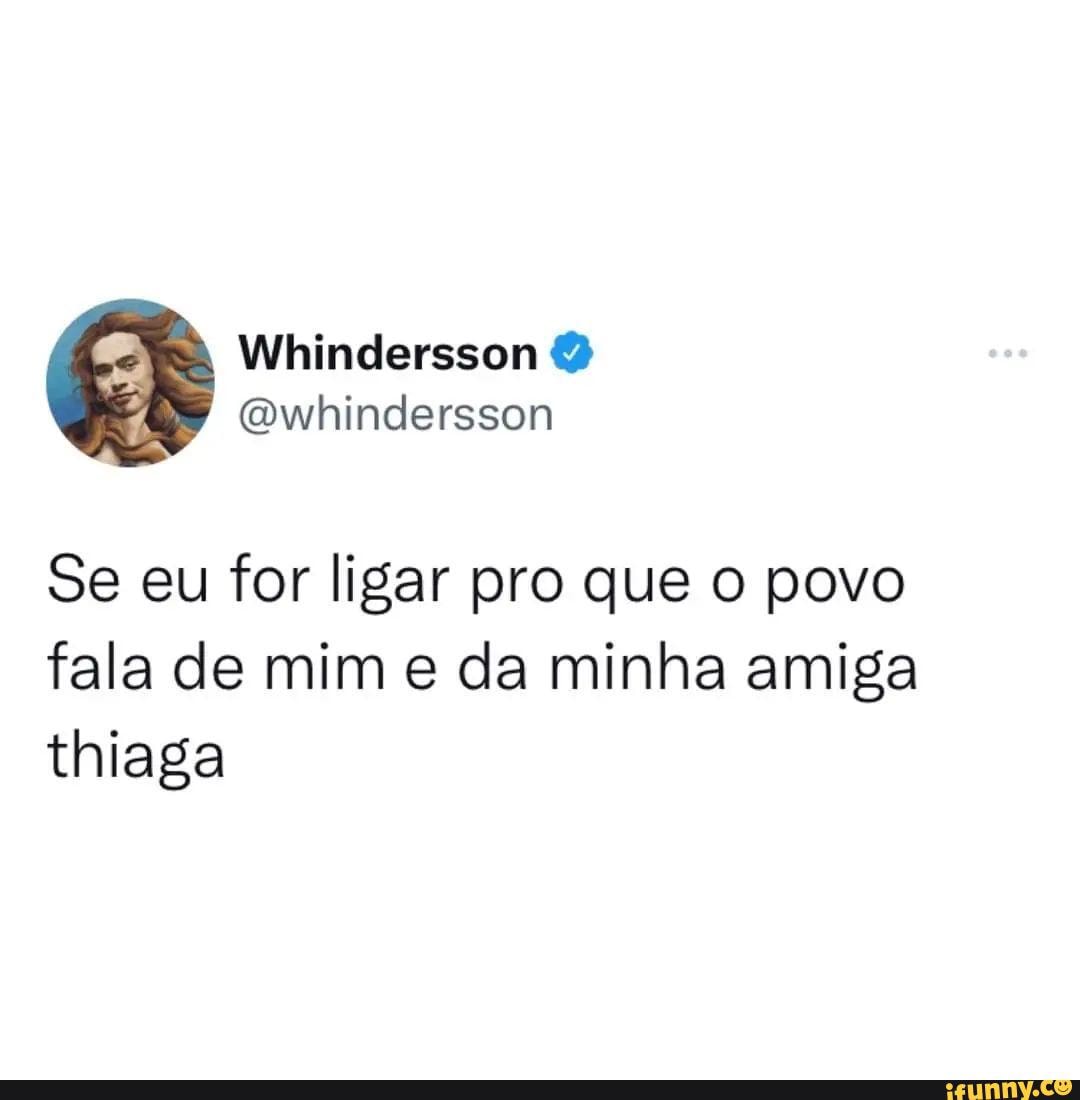 Whindersson
@whindersson
Se eu for ligar pro que o povo
fala de mim e da minha amiga
thiaga
ifunny.co